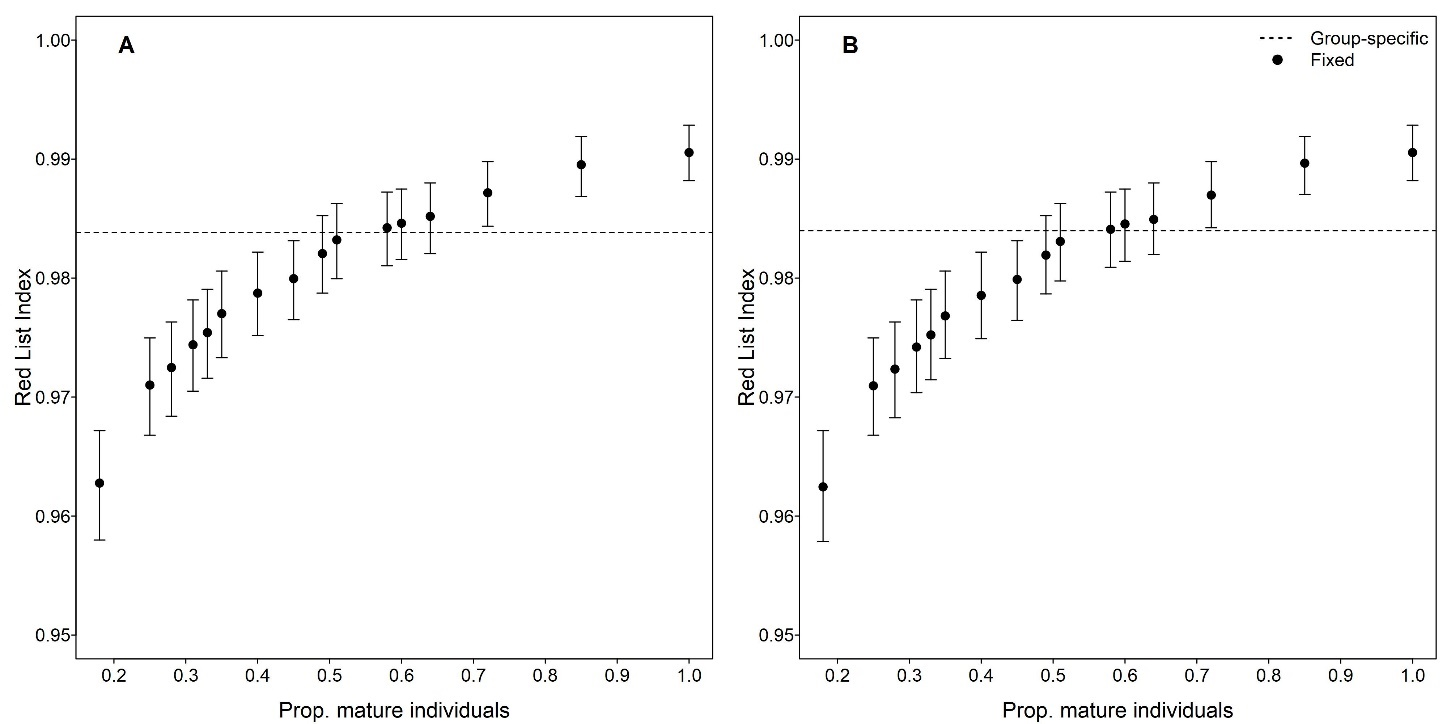 A
1.00
0.99
0.98
0.97
0.96
0.95
Red List Index
0.2 0.3 0.4 0.5 0.6 0.7 0.8 0.9 1.0
Prop. mature individuals
B
Group-specific
Fixed
1.00
0.99
0.98
0.97
0.96
0.95
Red List Index
0.2 0.3 0.4 0.5 0.6 0.7 0.8 0.9 1.0
Prop. mature individuals